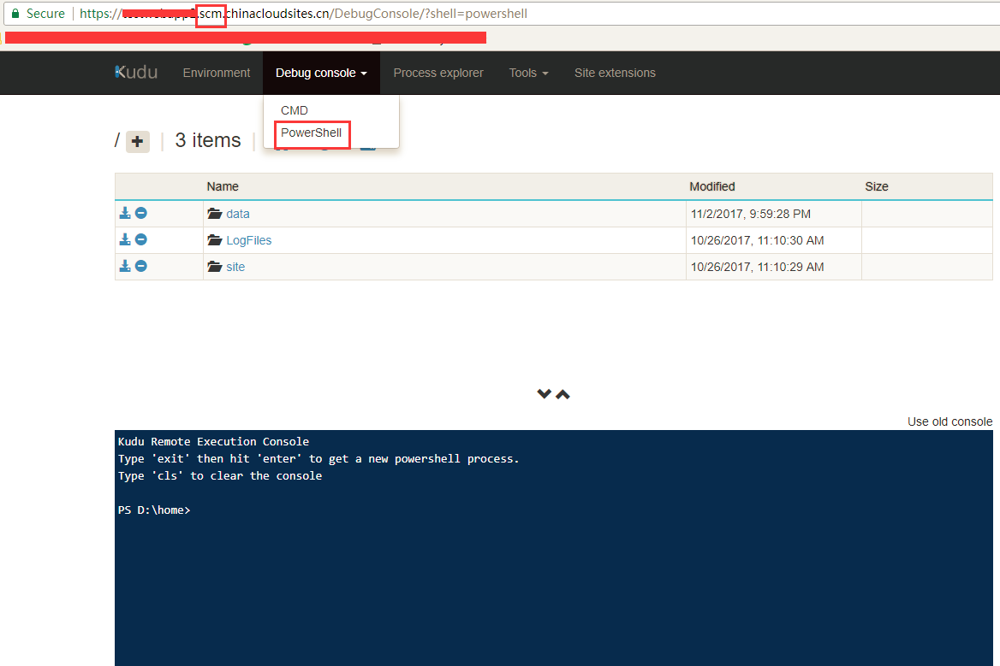 Secure https:// .scm.chinacloudsites.cn/DebugConsole/?shell=powershell
Kudu Environment Debug console Process explorer Tools Site extensions
CMD
PowerShell
/ 3 items
Name Modified Size
data 11/2/2017, 9:59:28 PM
LogFiles 10/26/2017, 11:10:30 AM
site 10/26/2017, 11:10:29 AM
Use old console
Kudu Remote Execution Console
Type 'exit' then hit 'enter' to get a new powershell process.
Type 'cls' to clear the console
PS D:\home>